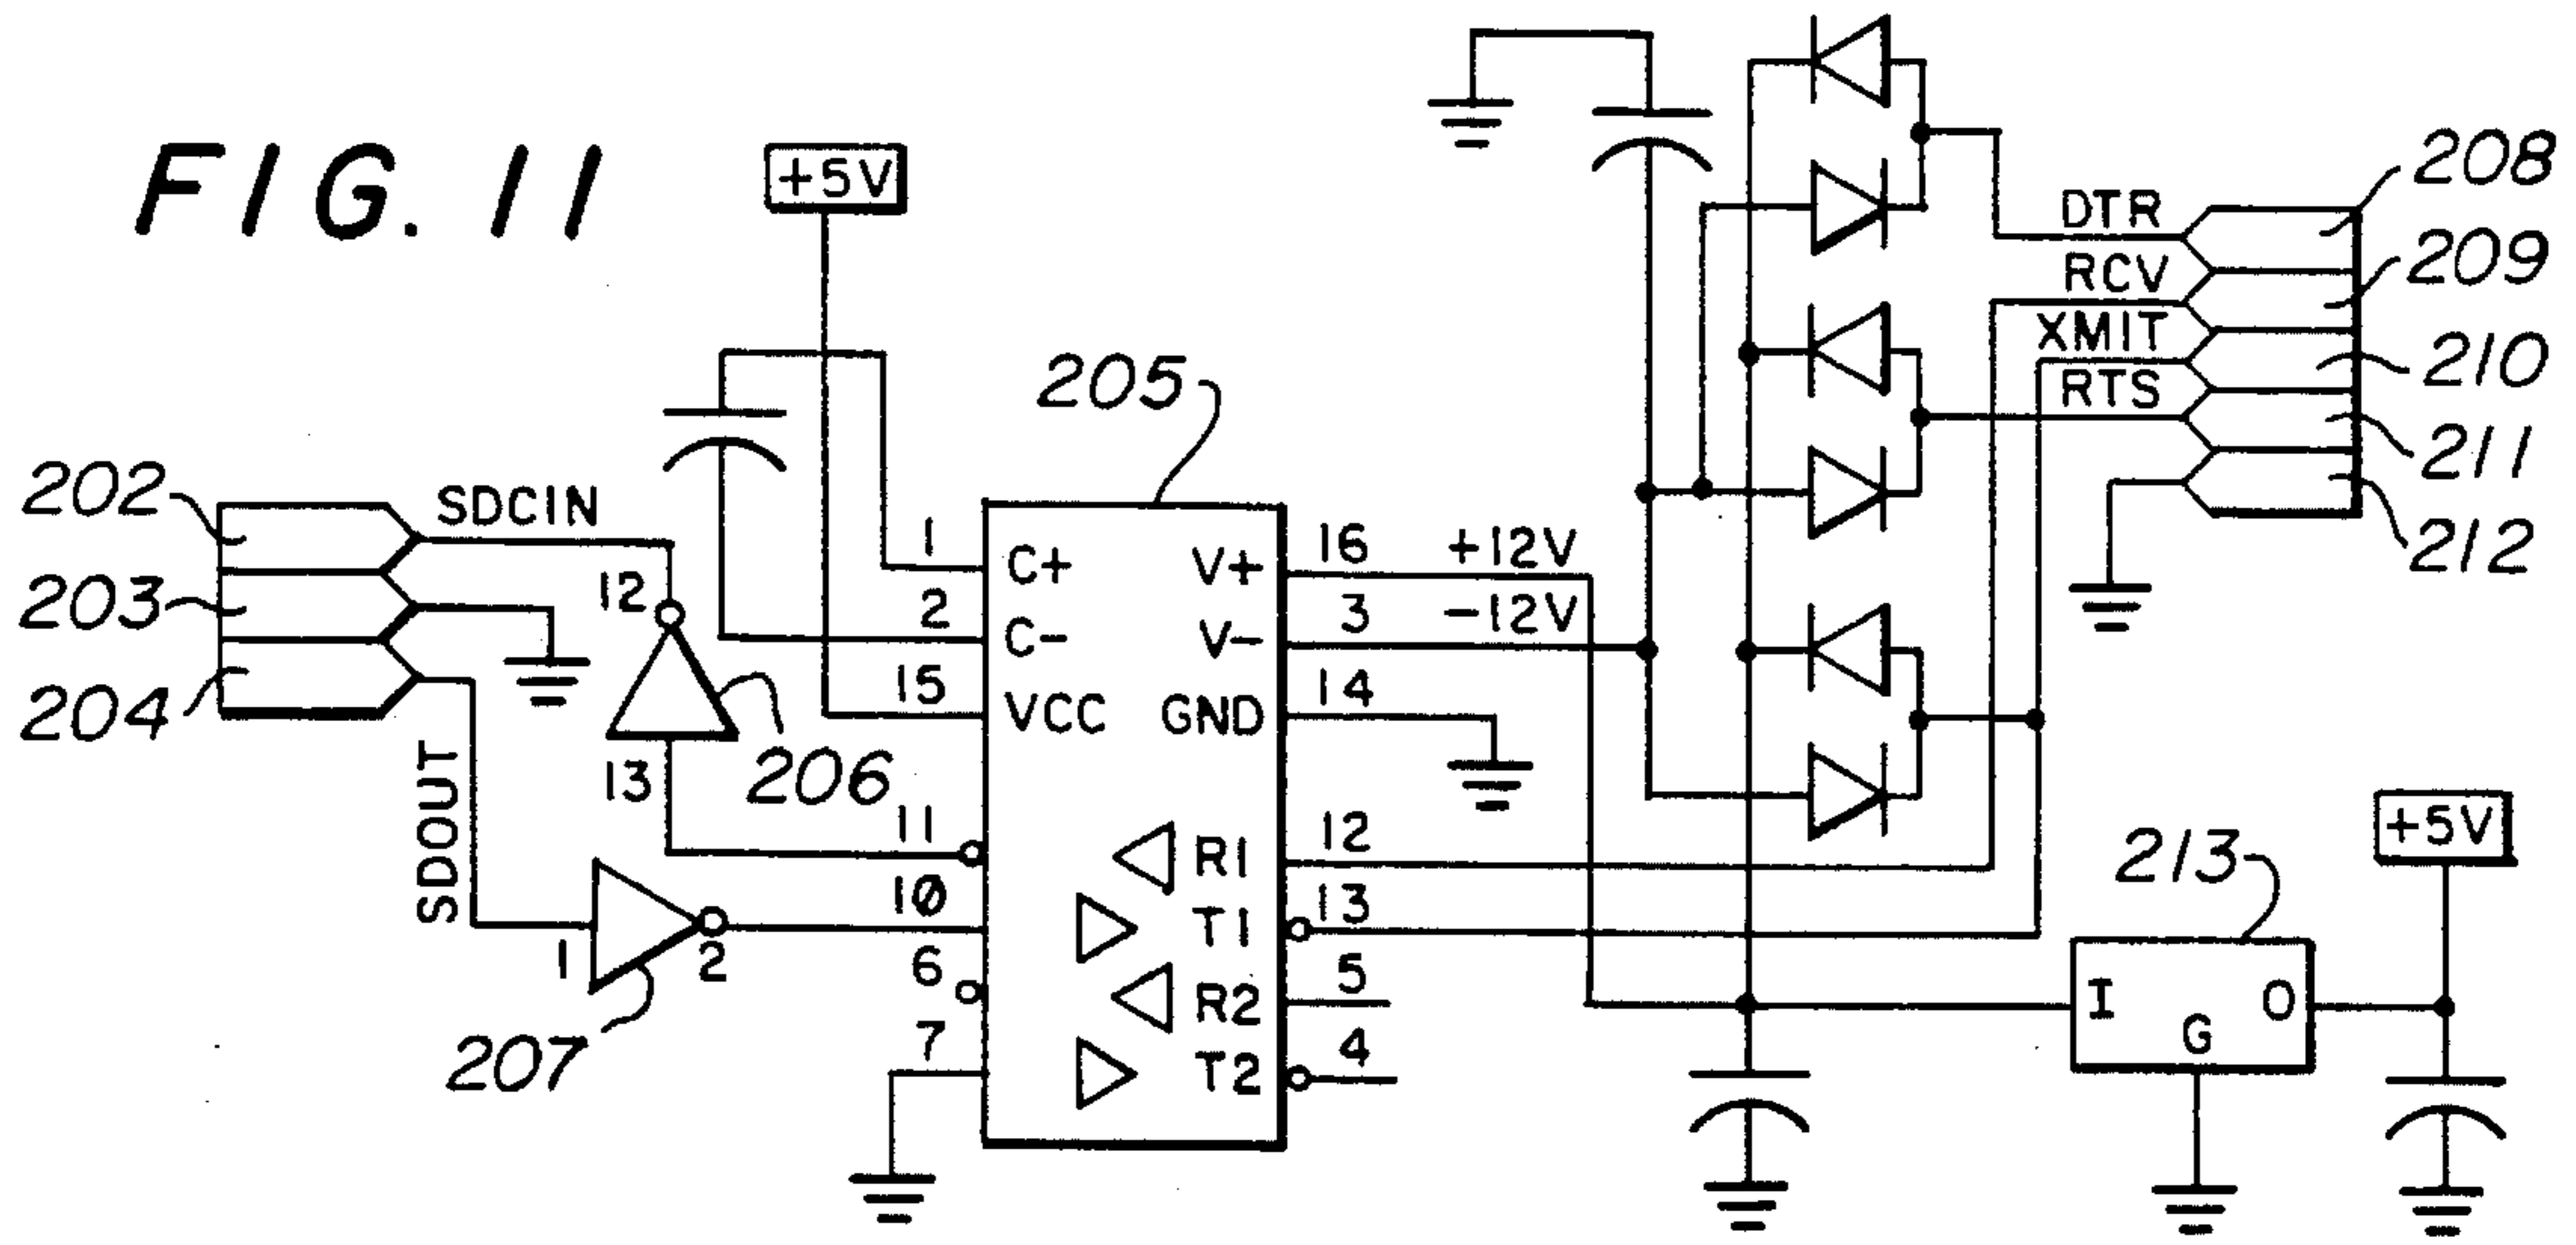 FIG. 11
+5V
DTR
208
RCV
209
XMIT
210
RTS
211
212
205
202
SDCIN
203
204
12
206
13
SDOUT
1
2
207
1
C+
V+
16
+12V
2
C-
V-
3
-12V
15
VCC
GND
14
11
R1
12
10
T1
13
6
R2
5
7
T2
4
213
+5V
I
G
O